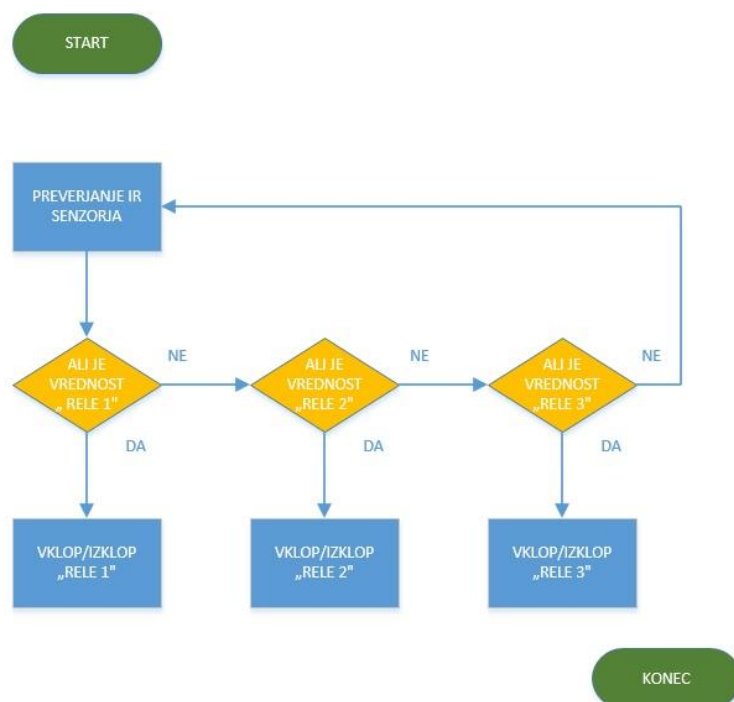 START
PREVERJANJE IR
SENZORJA
ALI JE
VREDNOST
„ RELE 1"
NE
DA
ALI JE
VREDNOST
„RELE 2"
NE
DA
ALI JE
VREDNOST
„RELE 3"
NE
DA
VKLOP/IZKLOP
„RELE 1"
VKLOP/IZKLOP
„RELE 2"
VKLOP/IZKLOP
„RELE 3"
KONEC